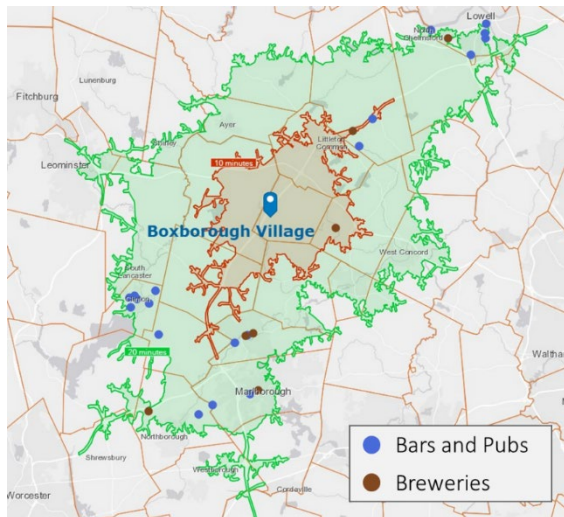 Lowell
North
Chelmsford
Lunenburg
Fitchburg
Ayer
Shirley
Littleton
Common
Leominster
10 minutes
Boxborough Village
West Concord
South
Lancaster
Clinton
20 minutes
Waltha
Marlborough
Northborough
Shrewsbury
Westborough
Cordaville
Worcester
Bars and Pubs
Breweries